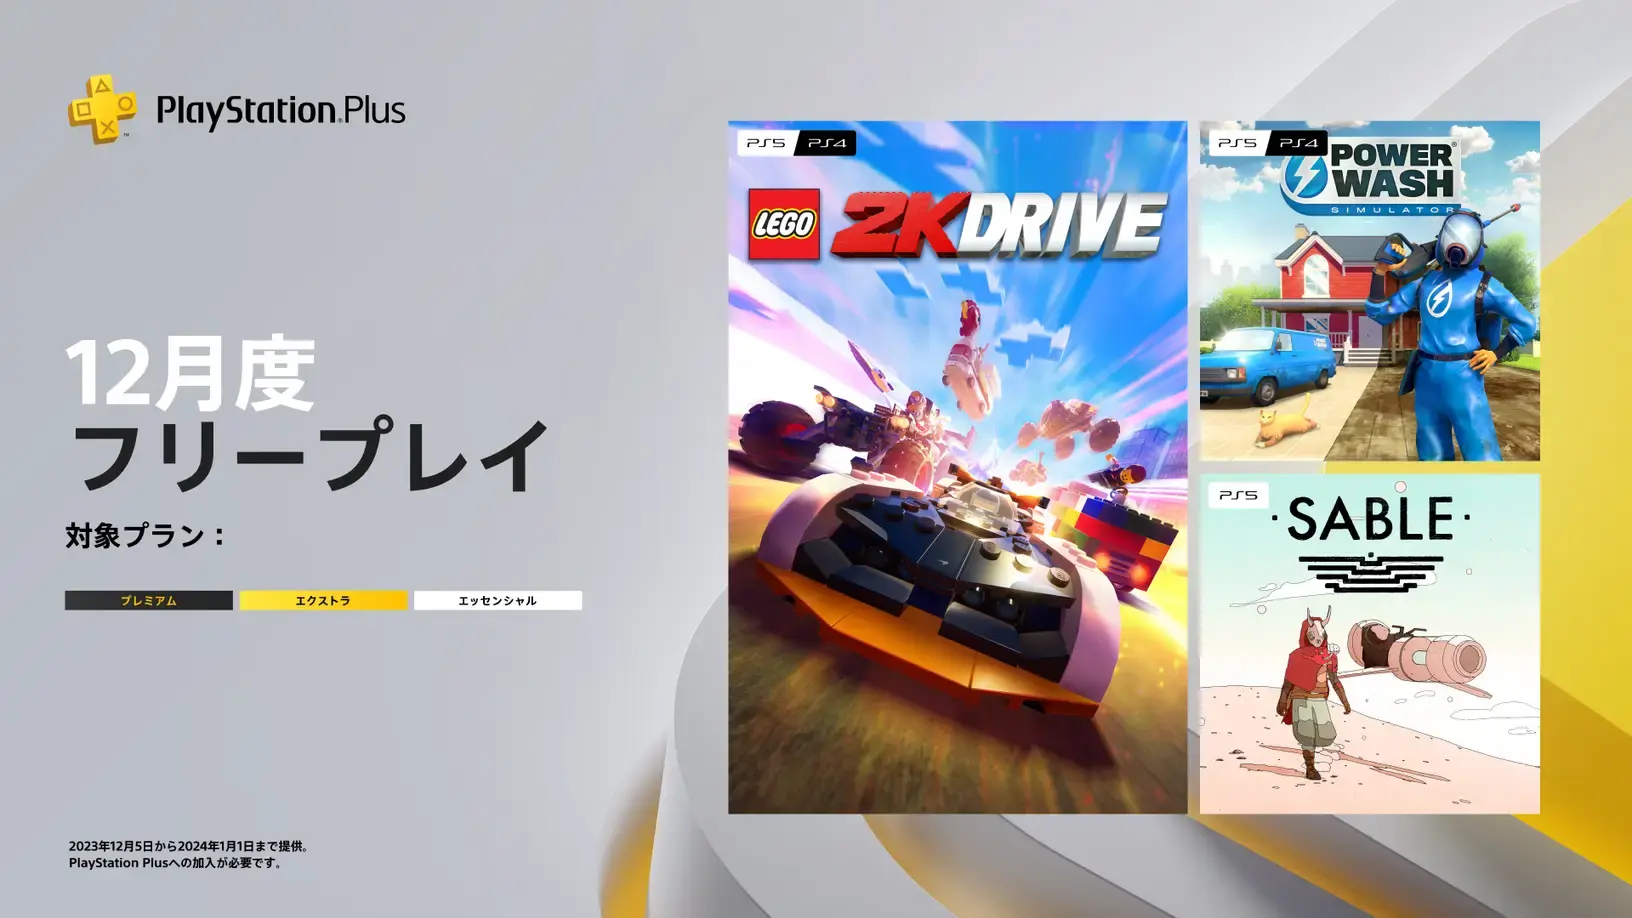 PlayStation.Plus
12月度
フリープレイ
対象プラン：
プレミアム
エクストラ
エッセンシャル
2023年12月5日から2024年1月1日まで提供。
PlayStation Plusへの加入が必要です。
PS5 PS4
LEGO 2KDRIVE
PS5 PS4
POWER
WASH
SIMULATOR
PS5
·SABLE·